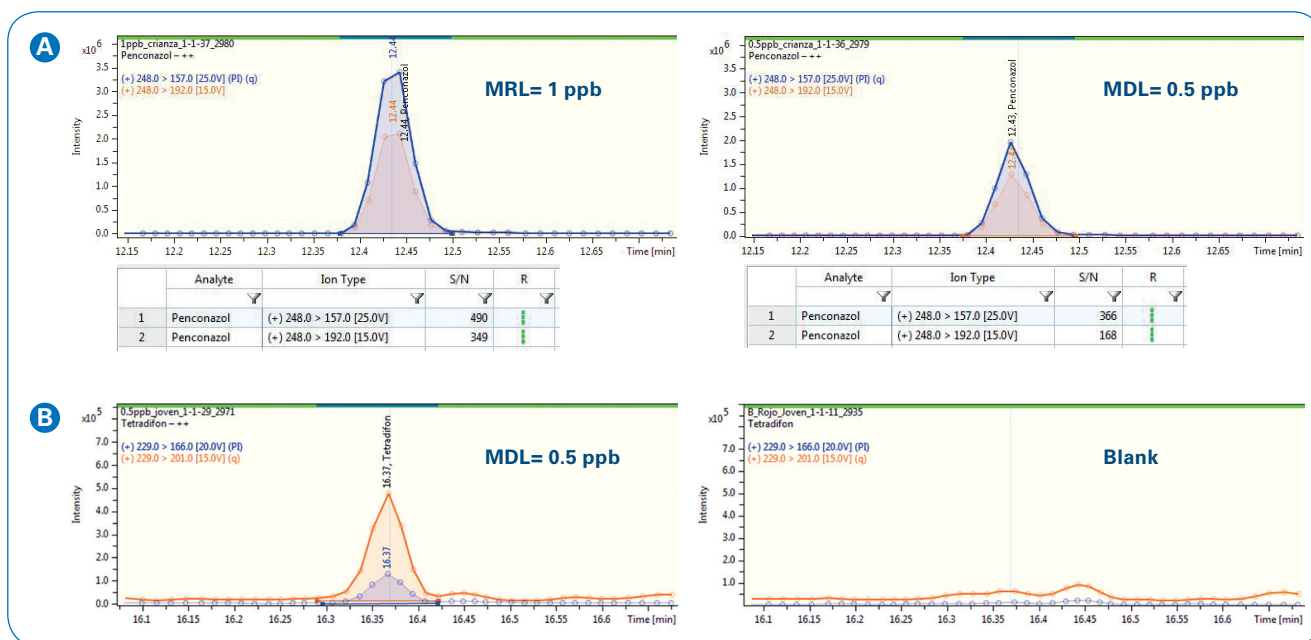 A
x10⁶
1ppb_crianza_1-1-37_2980
Penconazol – ++
(+) 248.0 > 157.0 [25.0V] (PI) (q)
(+) 248.0 > 192.0 [15.0V]
MRL= 1 ppb
12.44
12.44
12.44, Penconazol
Intensity
3.5
3.0
2.5
2.0
1.5
1.0
0.5
0.0
12.15 12.2 12.25 12.3 12.35 12.4 12.45 12.5 12.55 12.6 12.65 Time [min]
Analyte Ion Type S/N R
1 Penconazol (+) 248.0 > 157.0 [25.0V] 490
2 Penconazol (+) 248.0 > 192.0 [15.0V] 349
x10⁶
0.5ppb_crianza_1-1-36_2979
Penconazol – ++
(+) 248.0 > 157.0 [25.0V] (PI) (q)
(+) 248.0 > 192.0 [15.0V]
MDL= 0.5 ppb
12.43, Penconazol
Intensity
3.5
3.0
2.5
2.0
1.5
1.0
0.5
0.0
12.15 12.2 12.25 12.3 12.35 12.4 12.45 12.5 12.55 12.6 12.65 Time [min]
Analyte Ion Type S/N R
1 Penconazol (+) 248.0 > 157.0 [25.0V] 366
2 Penconazol (+) 248.0 > 192.0 [15.0V] 168
B
x10⁵
0.5ppb_joven_1-1-29_2971
Tetradifon – ++
(+) 229.0 > 166.0 [20.0V] (PI)
(+) 229.0 > 201.0 [15.0V] (q)
MDL= 0.5 ppb
16.37, Tetradifon
16.37
Intensity
7.0
6.0
5.0
4.0
3.0
2.0
1.0
0.0
16.1 16.15 16.2 16.25 16.3 16.35 16.4 16.45 16.5 16.55 16.6 Time [min]
x10⁵
B_Rojo_Joven_1-1-11_2935
Tetradifon
(+) 229.0 > 166.0 [20.0V] (PI)
(+) 229.0 > 201.0 [15.0V] (q)
Blank
Intensity
7.0
6.0
5.0
4.0
3.0
2.0
1.0
16.1 16.15 16.2 16.25 16.3 16.35 16.4 16.45 16.5 16.55 16.6 Time [min]